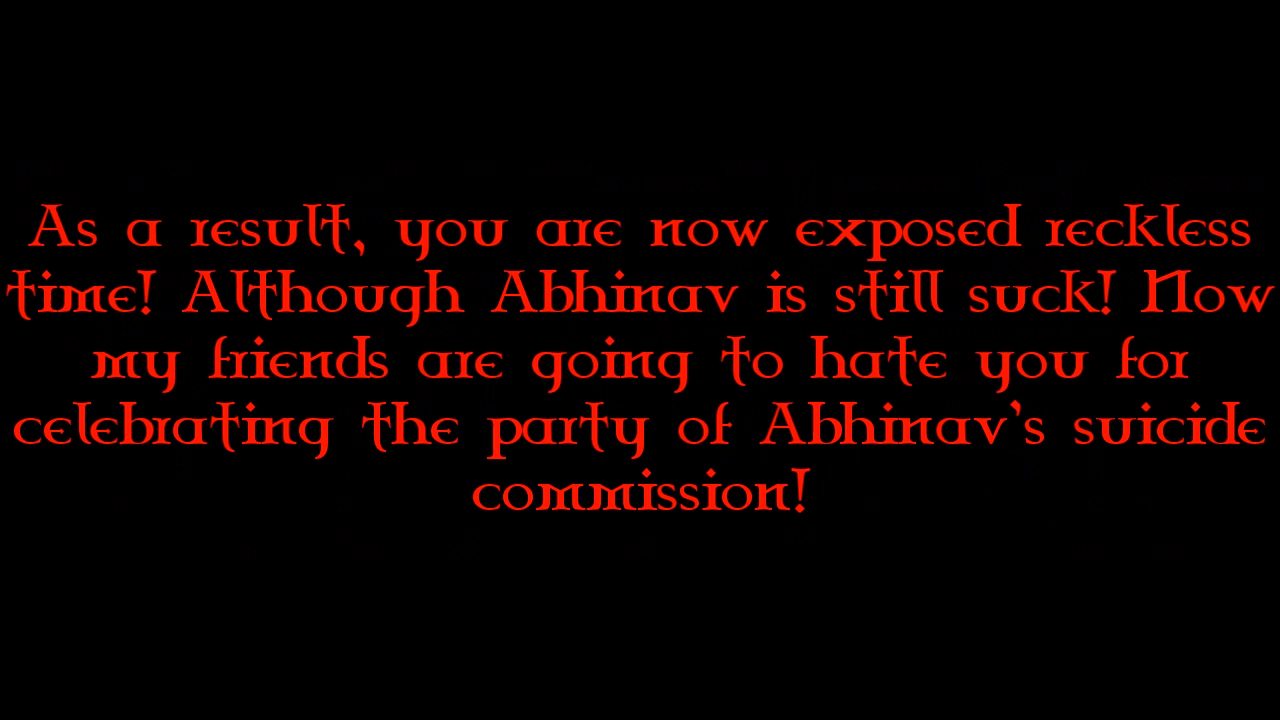 As a result, you are now exposed reckless
time! Although Abhinav is still suck! Now
my friends are going to hate you for
celebrating the party of Abhinav's suicide
commission!